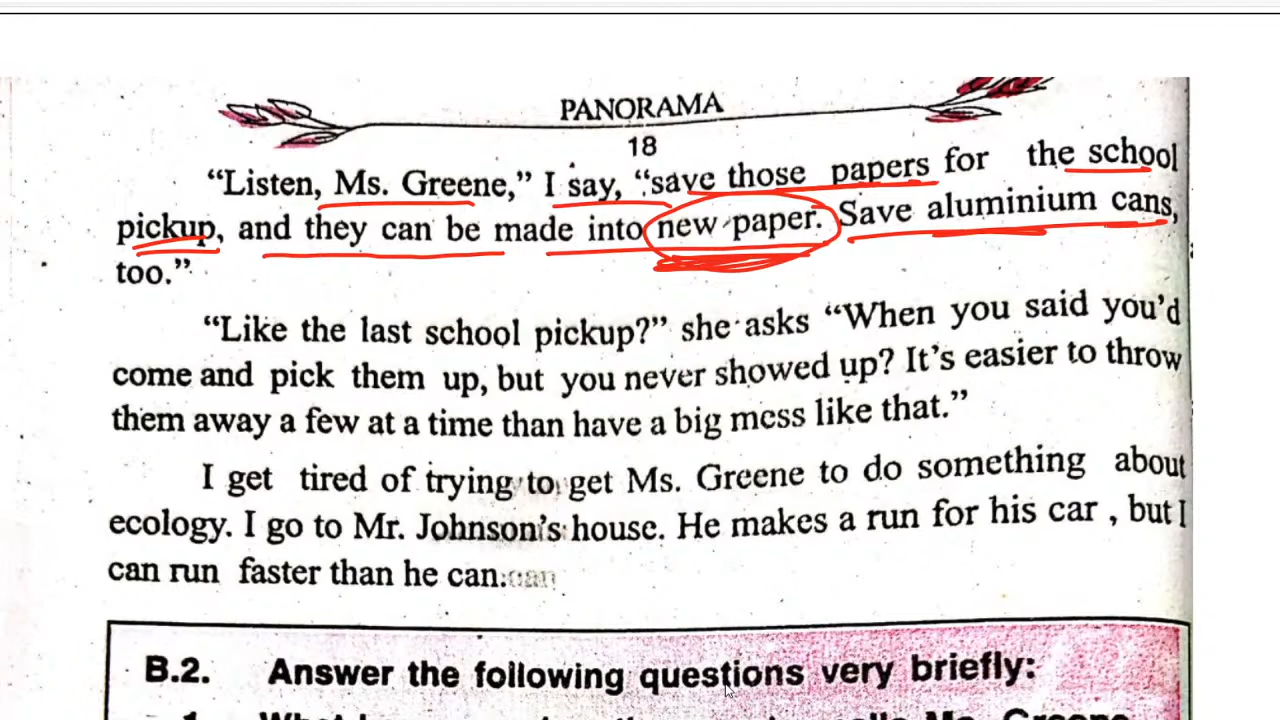 PANORAMA
18
“Listen, Ms. Greene,” I say, “save those papers for the school
pickup, and they can be made into new paper. Save aluminium cans,
too.”
“Like the last school pickup?” she asks “When you said you’d
come and pick them up, but you never showed up? It’s easier to throw
them away a few at a time than have a big mess like that.”
I get tired of trying to get Ms. Greene to do something about
ecology. I go to Mr. Johnson’s house. He makes a run for his car , but I
can run faster than he can.
B.2. Answer the following questions very briefly: